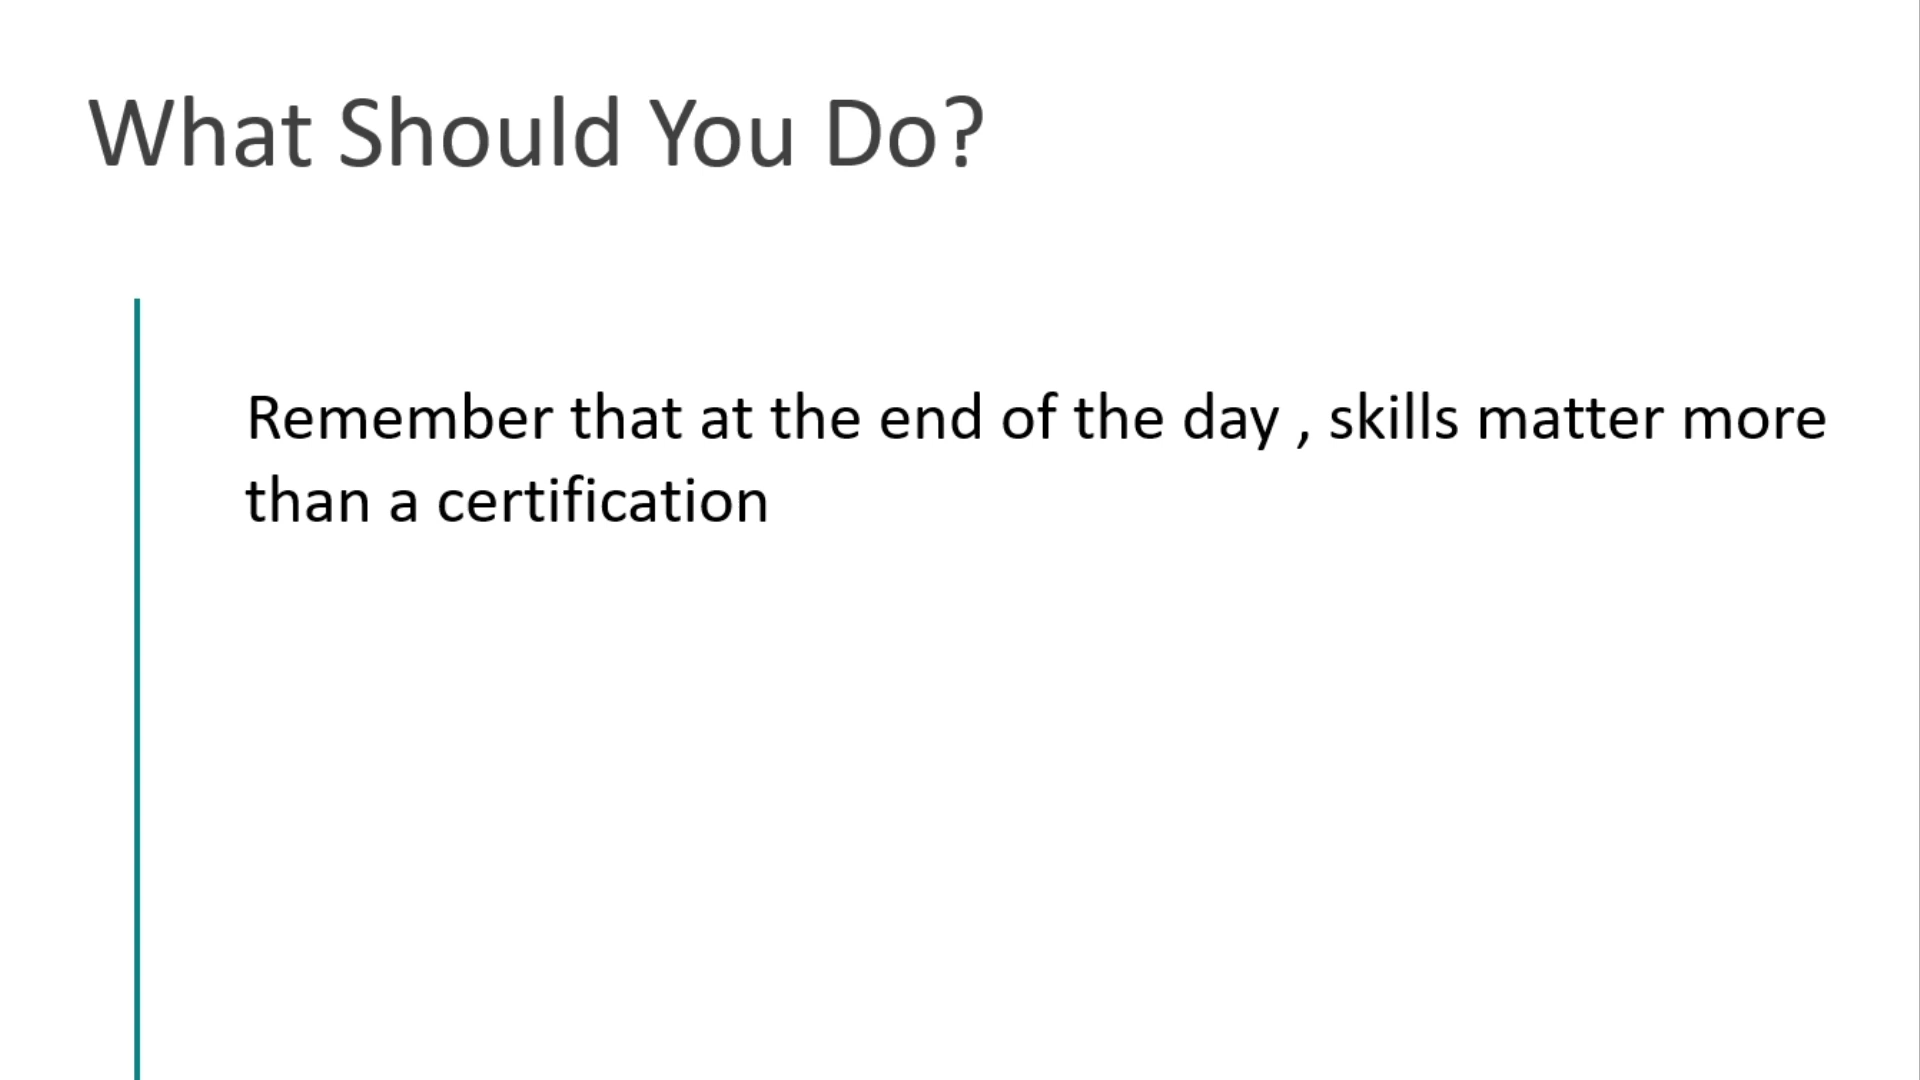 What Should You Do?
Remember that at the end of the day , skills matter more
than a certification